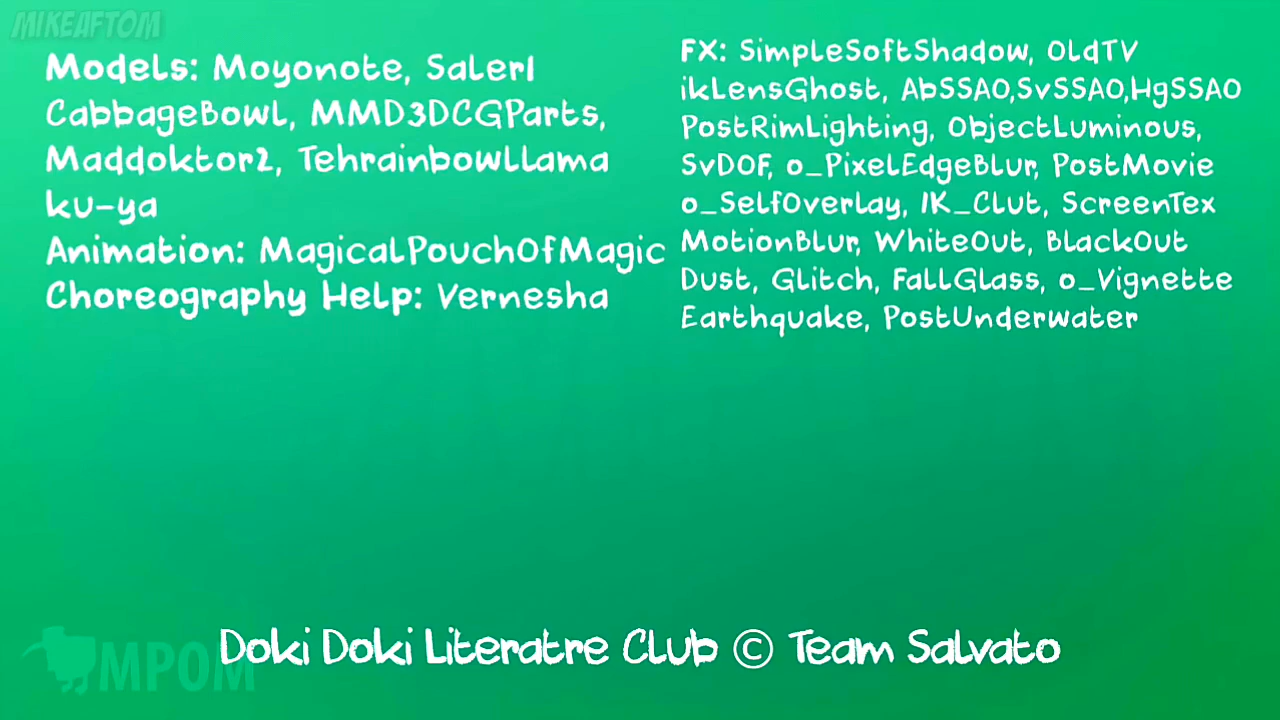 MIKEAFTOM
Models: Moyonote, Saler1
CabbageBowl, MMD3DCGParts,
Maddoktor2, Tehrainbowllama
ku-ya
Animation: MagicalPouchOfMagic
Choreography Help: Vernesha
FX: SimpleSoftShadow, OldTV
ikLensGhost, AbSSAO,SvSSAO,HgSSAO
PostRimLighting, ObjectLuminous,
SvDOF, o_PixelEdgeBlur, PostMovie
o_SelfOverlay, IK_Clut, ScreenTex
MotionBlur, WhiteOut, BlackOut
Dust, Glitch, FallGlass, o_Vignette
Earthquake, PostUnderwater
MPOM
Doki Doki Literatre Club © Team Salvato